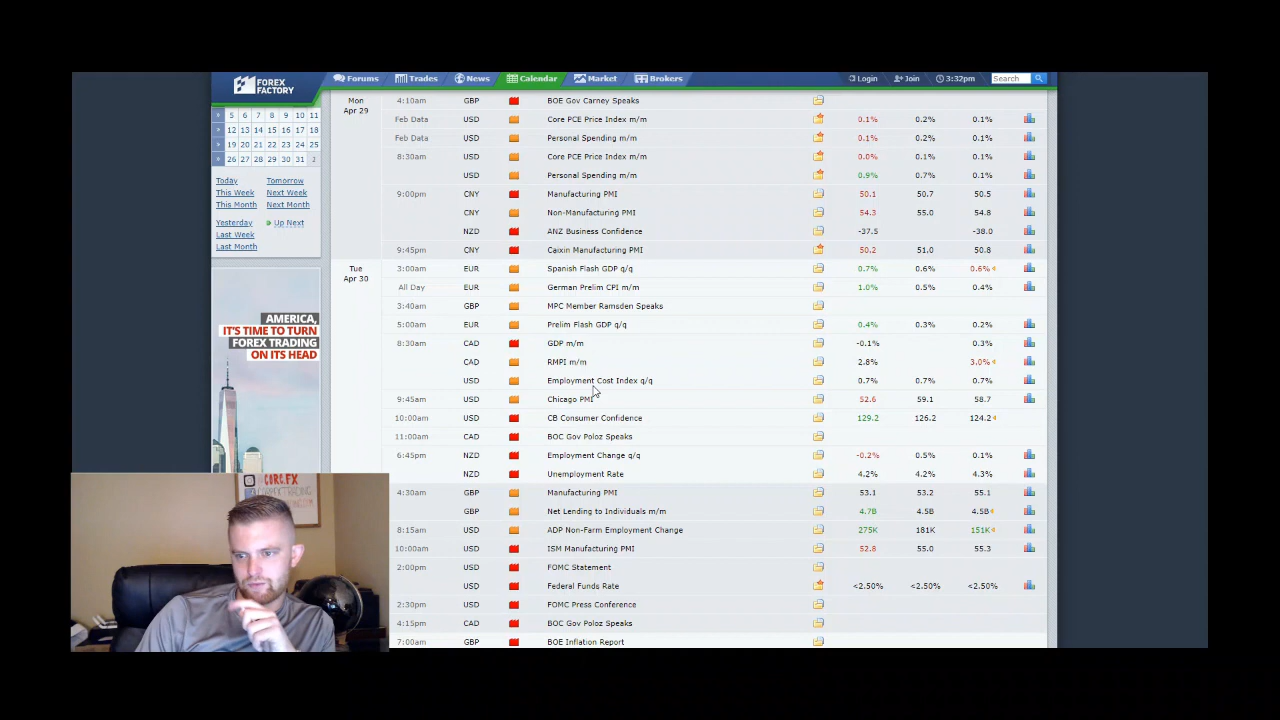 FOREX FACTORY
Forums Trades News Calendar Market Brokers Login Join 3:32pm Search
» 5 6 7 8 9 10 11
» 12 13 14 15 16 17 18
» 19 20 21 22 23 24 25
» 26 27 28 29 30 31 2
Today Tomorrow
This Week Next Week
This Month Next Month
Yesterday Up Next
Last Week
Last Month
AMERICA,
IT'S TIME TO TURN
FOREX TRADING
ON ITS HEAD
Mon Apr 29 4:10am GBP BOE Gov Carney Speaks
Feb Data USD Core PCE Price Index m/m 0.1% 0.2% 0.1%
Feb Data USD Personal Spending m/m 0.1% 0.2% 0.1%
8:30am USD Core PCE Price Index m/m 0.0% 0.1% 0.1%
USD Personal Spending m/m 0.9% 0.7% 0.1%
9:00pm CNY Manufacturing PMI 50.1 50.7 50.5
CNY Non-Manufacturing PMI 54.3 55.0 54.8
NZD ANZ Business Confidence -37.5 -38.0
9:45pm CNY Caixin Manufacturing PMI 50.2 51.0 50.8
Tue Apr 30 3:00am EUR Spanish Flash GDP q/q 0.7% 0.6% 0.6%
All Day EUR German Prelim CPI m/m 1.0% 0.5% 0.4%
3:40am GBP MPC Member Ramsden Speaks
5:00am EUR Prelim Flash GDP q/q 0.4% 0.3% 0.2%
8:30am CAD GDP m/m -0.1% 0.3%
CAD RMPI m/m 2.8% 3.0%
USD Employment Cost Index q/q 0.7% 0.7% 0.7%
9:45am USD Chicago PMI 52.6 59.1 58.7
10:00am USD CB Consumer Confidence 129.2 126.2 124.2
11:00am CAD BOC Gov Poloz Speaks
6:45pm NZD Employment Change q/q -0.2% 0.5% 0.1%
NZD Unemployment Rate 4.2% 4.2% 4.3%
4:30am GBP Manufacturing PMI 53.1 53.2 55.1
GBP Net Lending to Individuals m/m 4.7B 4.5B 4.5B
8:15am USD ADP Non-Farm Employment Change 275K 181K 151K
10:00am USD ISM Manufacturing PMI 52.8 55.0 55.3
2:00pm USD FOMC Statement
USD Federal Funds Rate <2.50% <2.50% <2.50%
2:30pm USD FOMC Press Conference
4:15pm CAD BOC Gov Poloz Speaks
7:00am GBP BOE Inflation Report